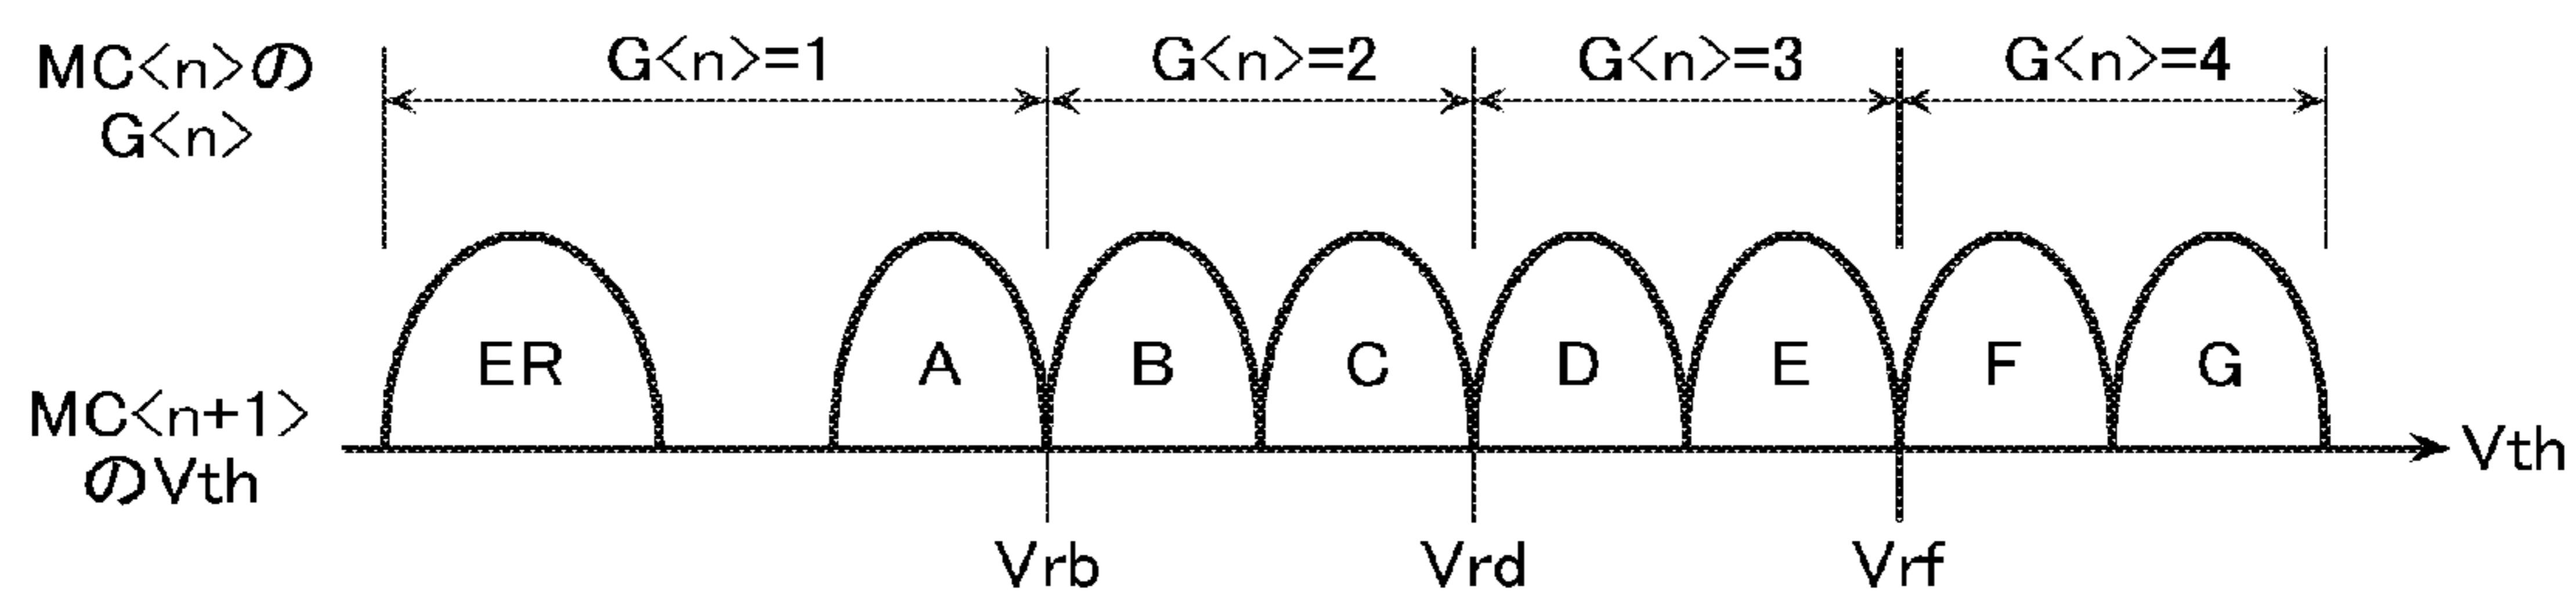 MC<n>の
G<n>
G<n>=1
G<n>=2
G<n>=3
G<n>=4
ER
A
B
C
D
E
F
G
MC<n+1>
のVth
Vth
Vrb
Vrd
Vrf